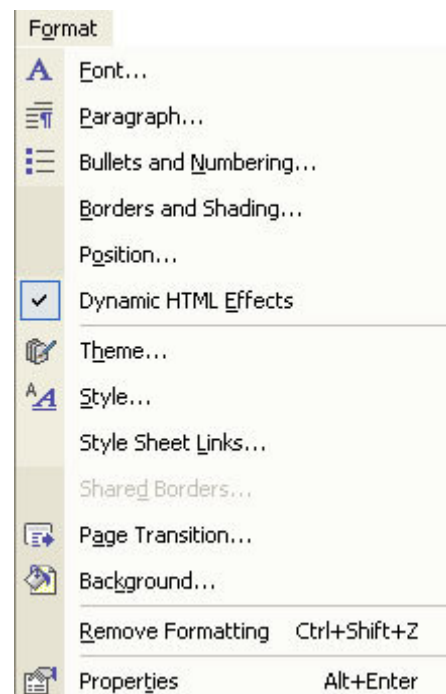 Format
Font...
Paragraph...
Bullets and Numbering...
Borders and Shading...
Position...
Dynamic HTML Effects
Theme...
Style...
Style Sheet Links...
Shared Borders...
Page Transition...
Background...
Remove Formatting Ctrl+Shift+Z
Properties Alt+Enter